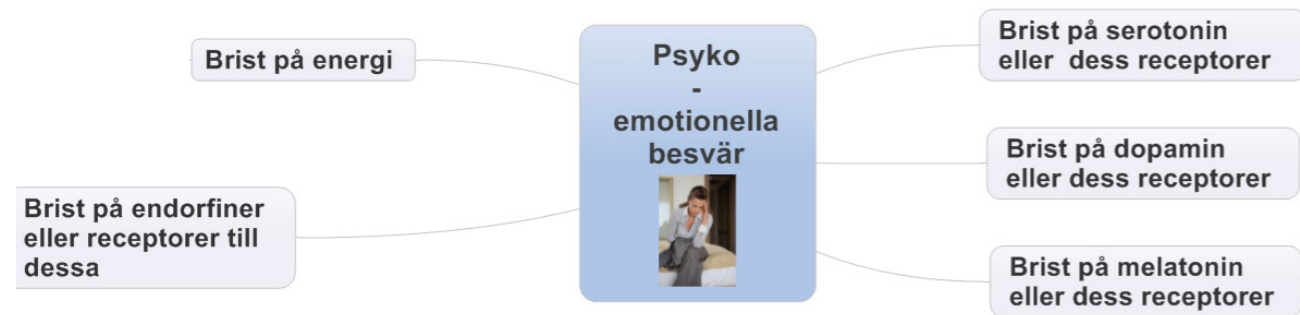 Brist på energi
Brist på endorfiner
eller receptorer till
dessa
Psyko
-
emotionella
besvär
Brist på serotonin
eller  dess receptorer
Brist på dopamin
eller dess receptorer
Brist på melatonin
eller dess receptorer